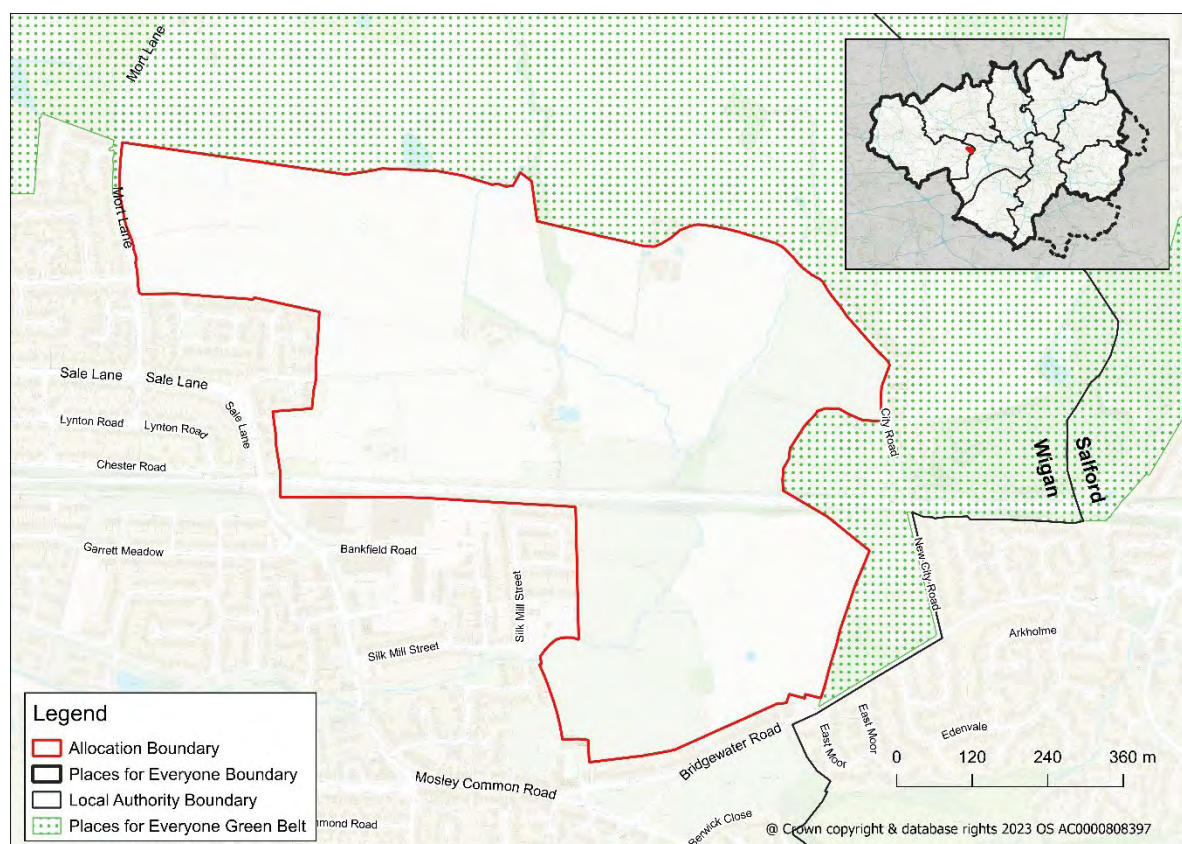 Mort Lane
Mort Lane
Sale Lane
Sale Lane
Sale Lane
Lynton Road
Lynton Road
Chester Road
City Road
Wigan
Salford
Garrett Meadow
Bankfield Road
Silk Mill Street
Silk Mill Street
New City Road
Arkholme
East Moor
East Moor
Edenvale
Bridgewater Road
Mosley Common Road
mmond Road
Berwick Close
Legend
Allocation Boundary
Places for Everyone Boundary
Local Authority Boundary
Places for Everyone Green Belt
0 120 240 360 m
@ Crown copyright & database rights 2023 OS AC0000808397